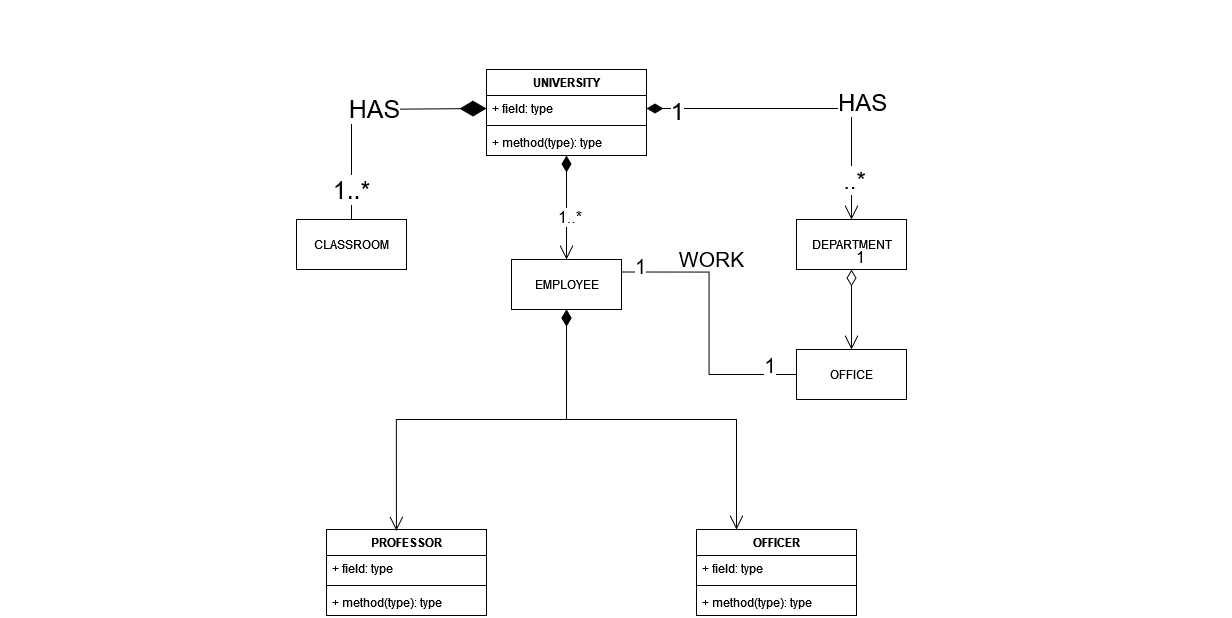 UNIVERSITY
+ field: type
+ method(type): type
HAS
1
HAS
1..*
..*
1..*
CLASSROOM
DEPARTMENT
1
EMPLOYEE
1
WORK
1
OFFICE
PROFESSOR
+ field: type
+ method(type): type
OFFICER
+ field: type
+ method(type): type